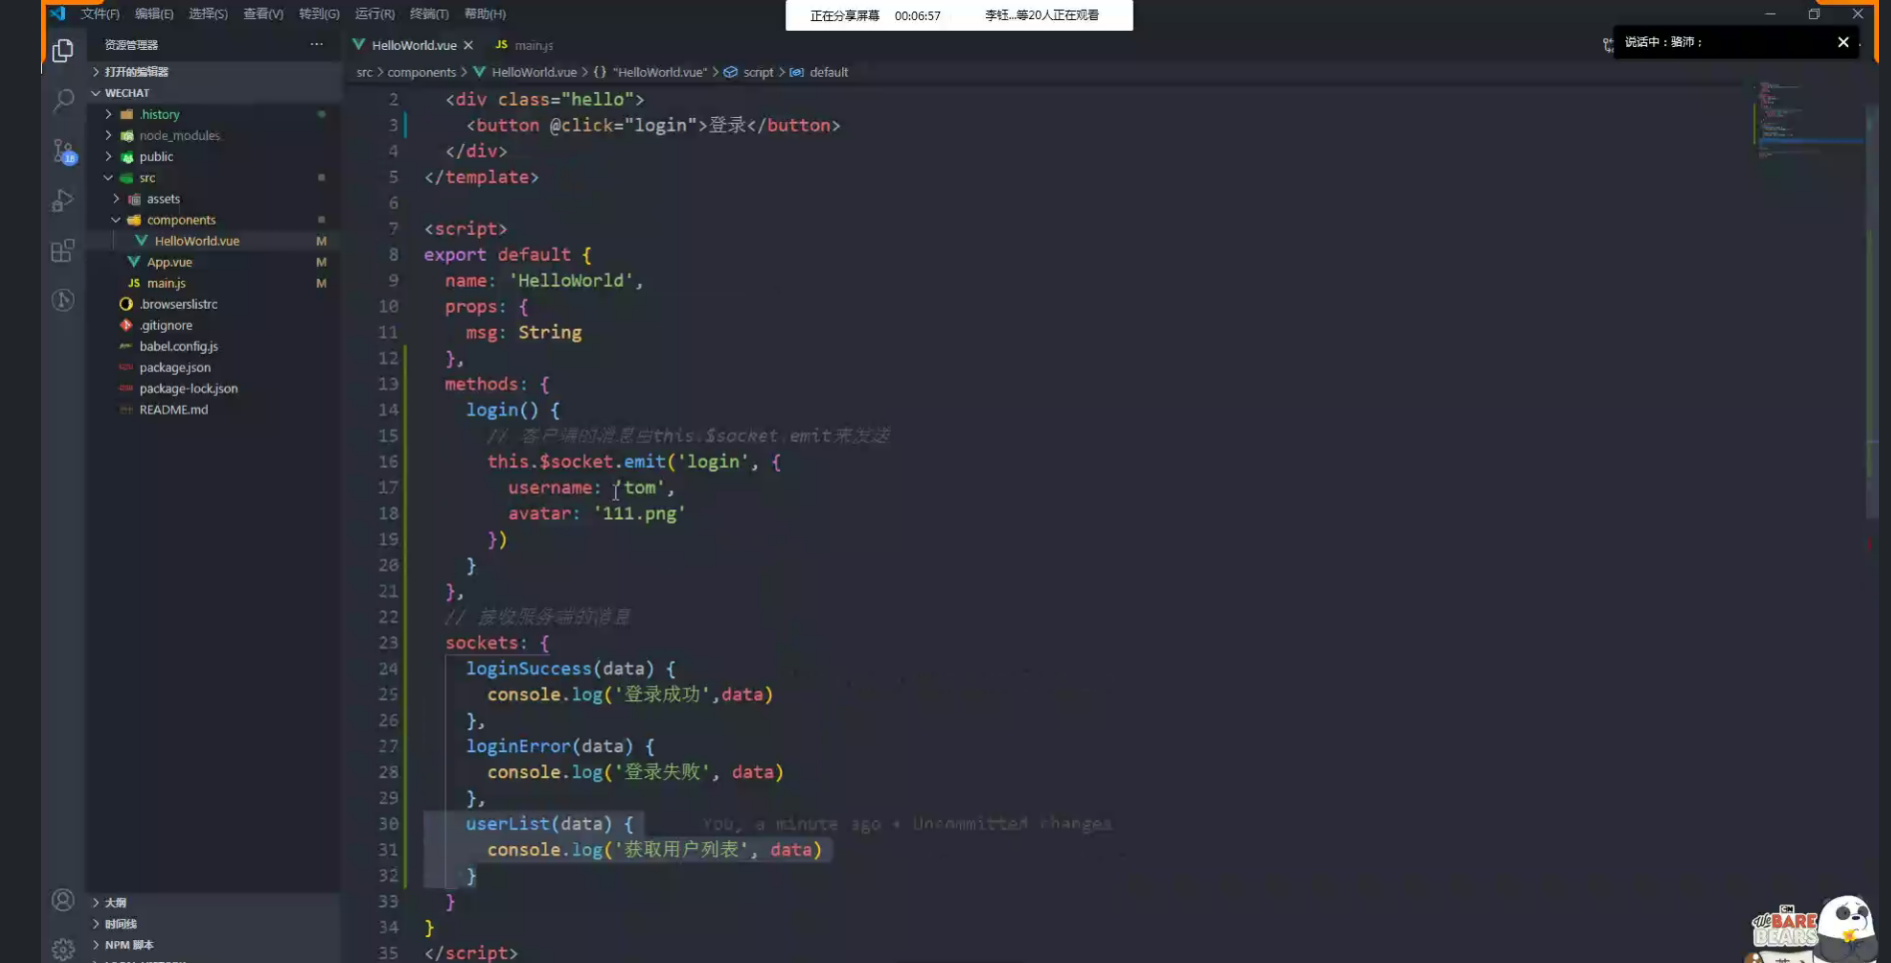 文件(F) 编辑(E) 选择(S) 查看(V) 转到(G) 运行(R) 终端(T) 帮助(H)
正在分享屏幕 00:06:57 李钰...等20人正在观看
资源管理器 ...
HelloWorld.vue
JS main.js
说话中：骆沛：
打开的编辑器
src > components > HelloWorld.vue > {} "HelloWorld.vue" > script > default
WECHAT
.history
node_modules
public
18
src
assets
components
HelloWorld.vue M
App.vue M
JS main.js M
.browserslistrc
.gitignore
babel.config.js
package.json
package-lock.json
README.md
大纲
时间线
NPM 脚本
2 <div class="hello">
3 <button @click="login">登录</button>
4 </div>
5 </template>
6
7 <script>
8 export default {
9 name: 'HelloWorld',
10 props: {
11 msg: String
12 },
13 methods: {
14 login() {
15 // 客户端的消息由this.$socket.emit来发送
16 this.$socket.emit('login', {
17 username: 'tom',
18 avatar: '111.png'
19 })
20 }
21 },
22 // 接收服务端的消息
23 sockets: {
24 loginSuccess(data) {
25 console.log('登录成功',data)
26 },
27 loginError(data) {
28 console.log('登录失败', data)
29 },
30 userList(data) { You, a minute ago • Uncommitted changes
31 console.log('获取用户列表', data)
32 }
33 }
34 }
35 </script>
CN
We BARE
BEARS